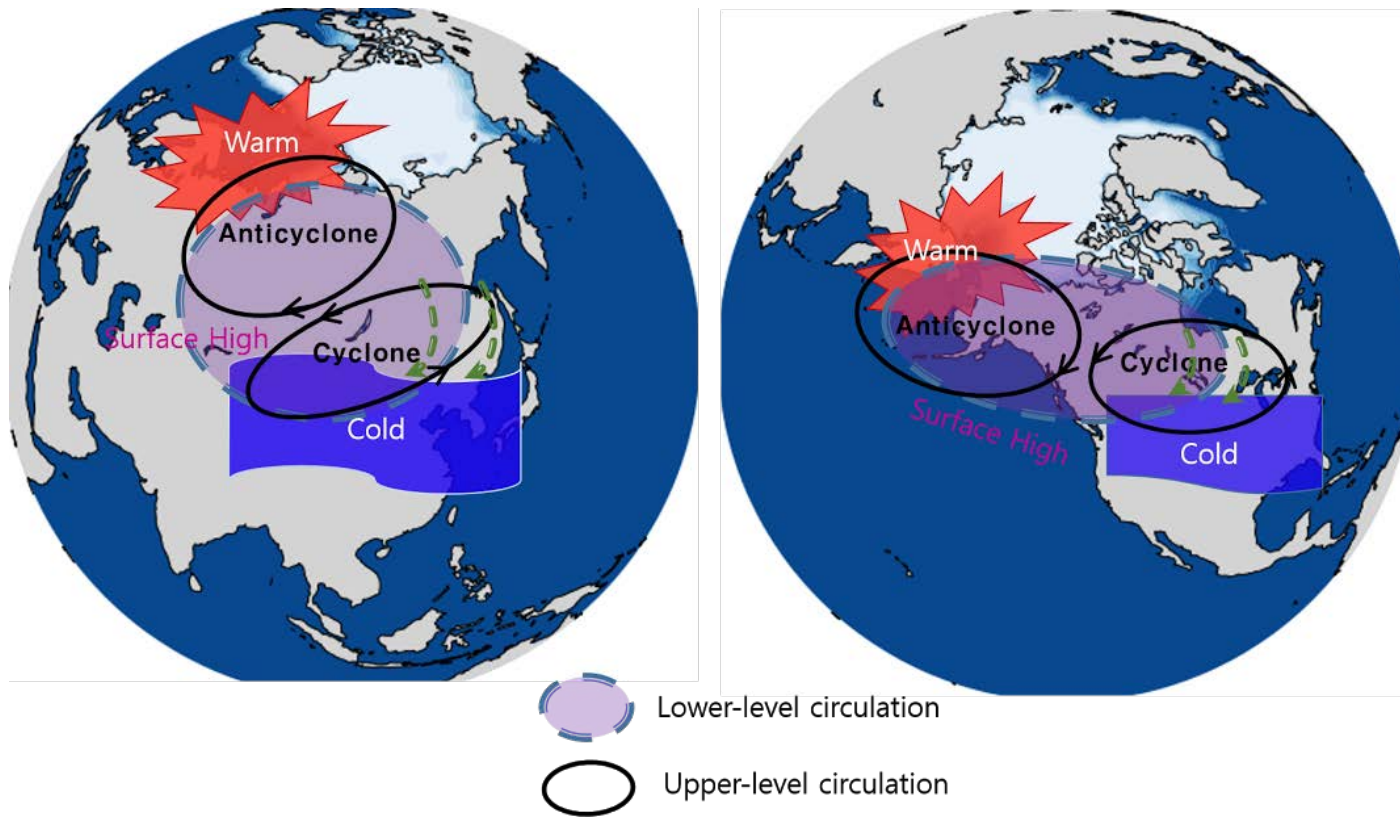 Warm
Anticyclone
Surface High
Cyclone
Cold
Warm
Anticyclone
Cyclone
Surface High
Cold
Lower-level circulation
Upper-level circulation